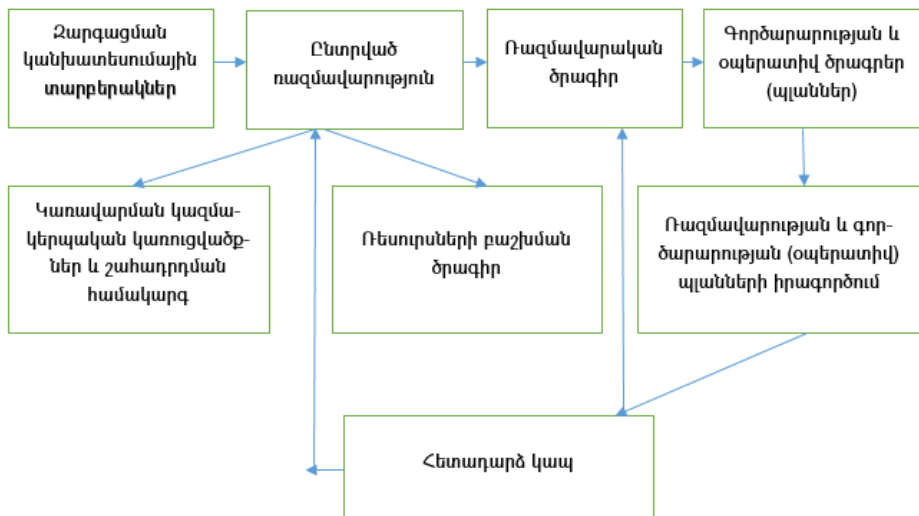 Զարգացման
կանխատեսումային
տարբերակներ
Ընտրված
ռազմավարություն
Ռազմավարական
ծրագիր
Գործարարության և
օպերատիվ ծրագրեր
(պլաններ)
Կառավարման կազմա-
կերպական կառուցվածք-
ներ և շահադրդման
համակարգ
Ռեսուրսների բաշխման
ծրագիր
Ռազմավարության և գոր-
ծարարության (օպերատիվ)
պլանների իրագործում
Հետադարձ կապ